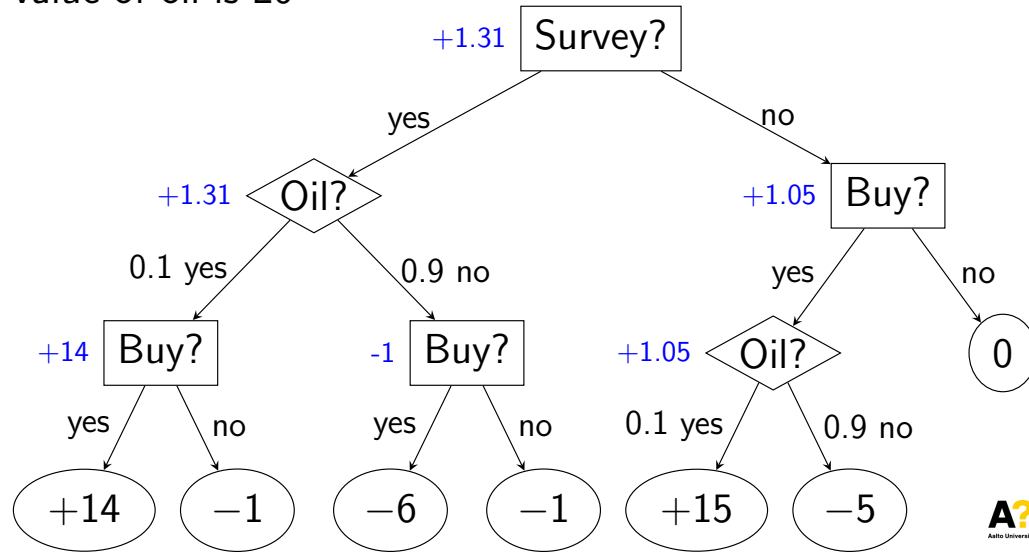 value of oil is 20
+1.31 Survey?
yes no
+1.31 Oil? +1.05 Buy?
0.1 yes 0.9 no yes no
+14 Buy? -1 Buy? +1.05 Oil? 0
yes no yes no 0.1 yes 0.9 no
+14 −1 −6 −1 +15 −5
A?
Aalto Univers